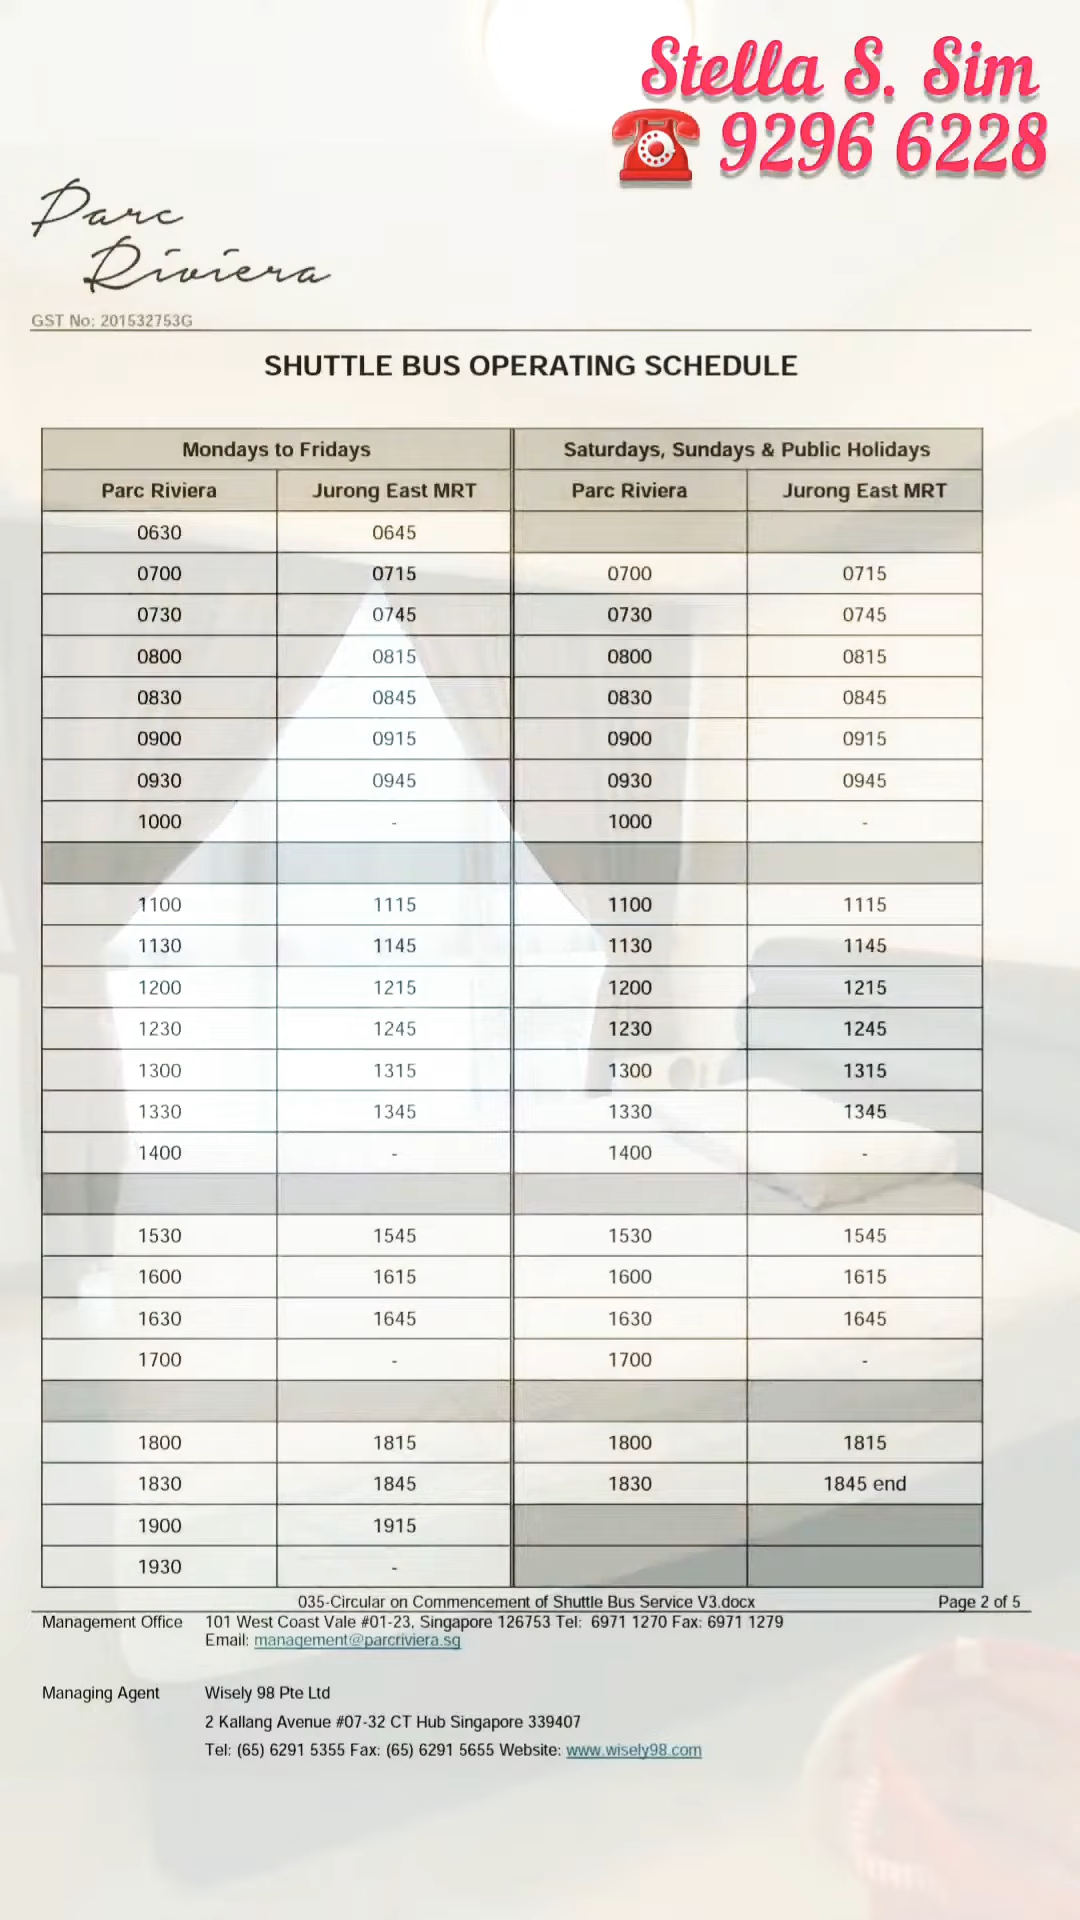 Stella S. Sim
☎ 9296 6228
Parc
Riviera
GST No: 201532753G
SHUTTLE BUS OPERATING SCHEDULE
Mondays to Fridays Saturdays, Sundays & Public Holidays
Parc Riviera Jurong East MRT Parc Riviera Jurong East MRT
0630 0645
0700 0715 0700 0715
0730 0745 0730 0745
0800 0815 0800 0815
0830 0845 0830 0845
0900 0915 0900 0915
0930 0945 0930 0945
1000 - 1000 -
1100 1115 1100 1115
1130 1145 1130 1145
1200 1215 1200 1215
1230 1245 1230 1245
1300 1315 1300 1315
1330 1345 1330 1345
1400 - 1400 -
1530 1545 1530 1545
1600 1615 1600 1615
1630 1645 1630 1645
1700 - 1700 -
1800 1815 1800 1815
1830 1845 1830 1845 end
1900 1915
1930 -
035-Circular on Commencement of Shuttle Bus Service V3.docx Page 2 of 5
Management Office 101 West Coast Vale #01-23, Singapore 126753 Tel: 6971 1270 Fax: 6971 1279
Email: management@parcriviera.sg
Managing Agent Wisely 98 Pte Ltd
2 Kallang Avenue #07-32 CT Hub Singapore 339407
Tel: (65) 6291 5355 Fax: (65) 6291 5655 Website: www.wisely98.com